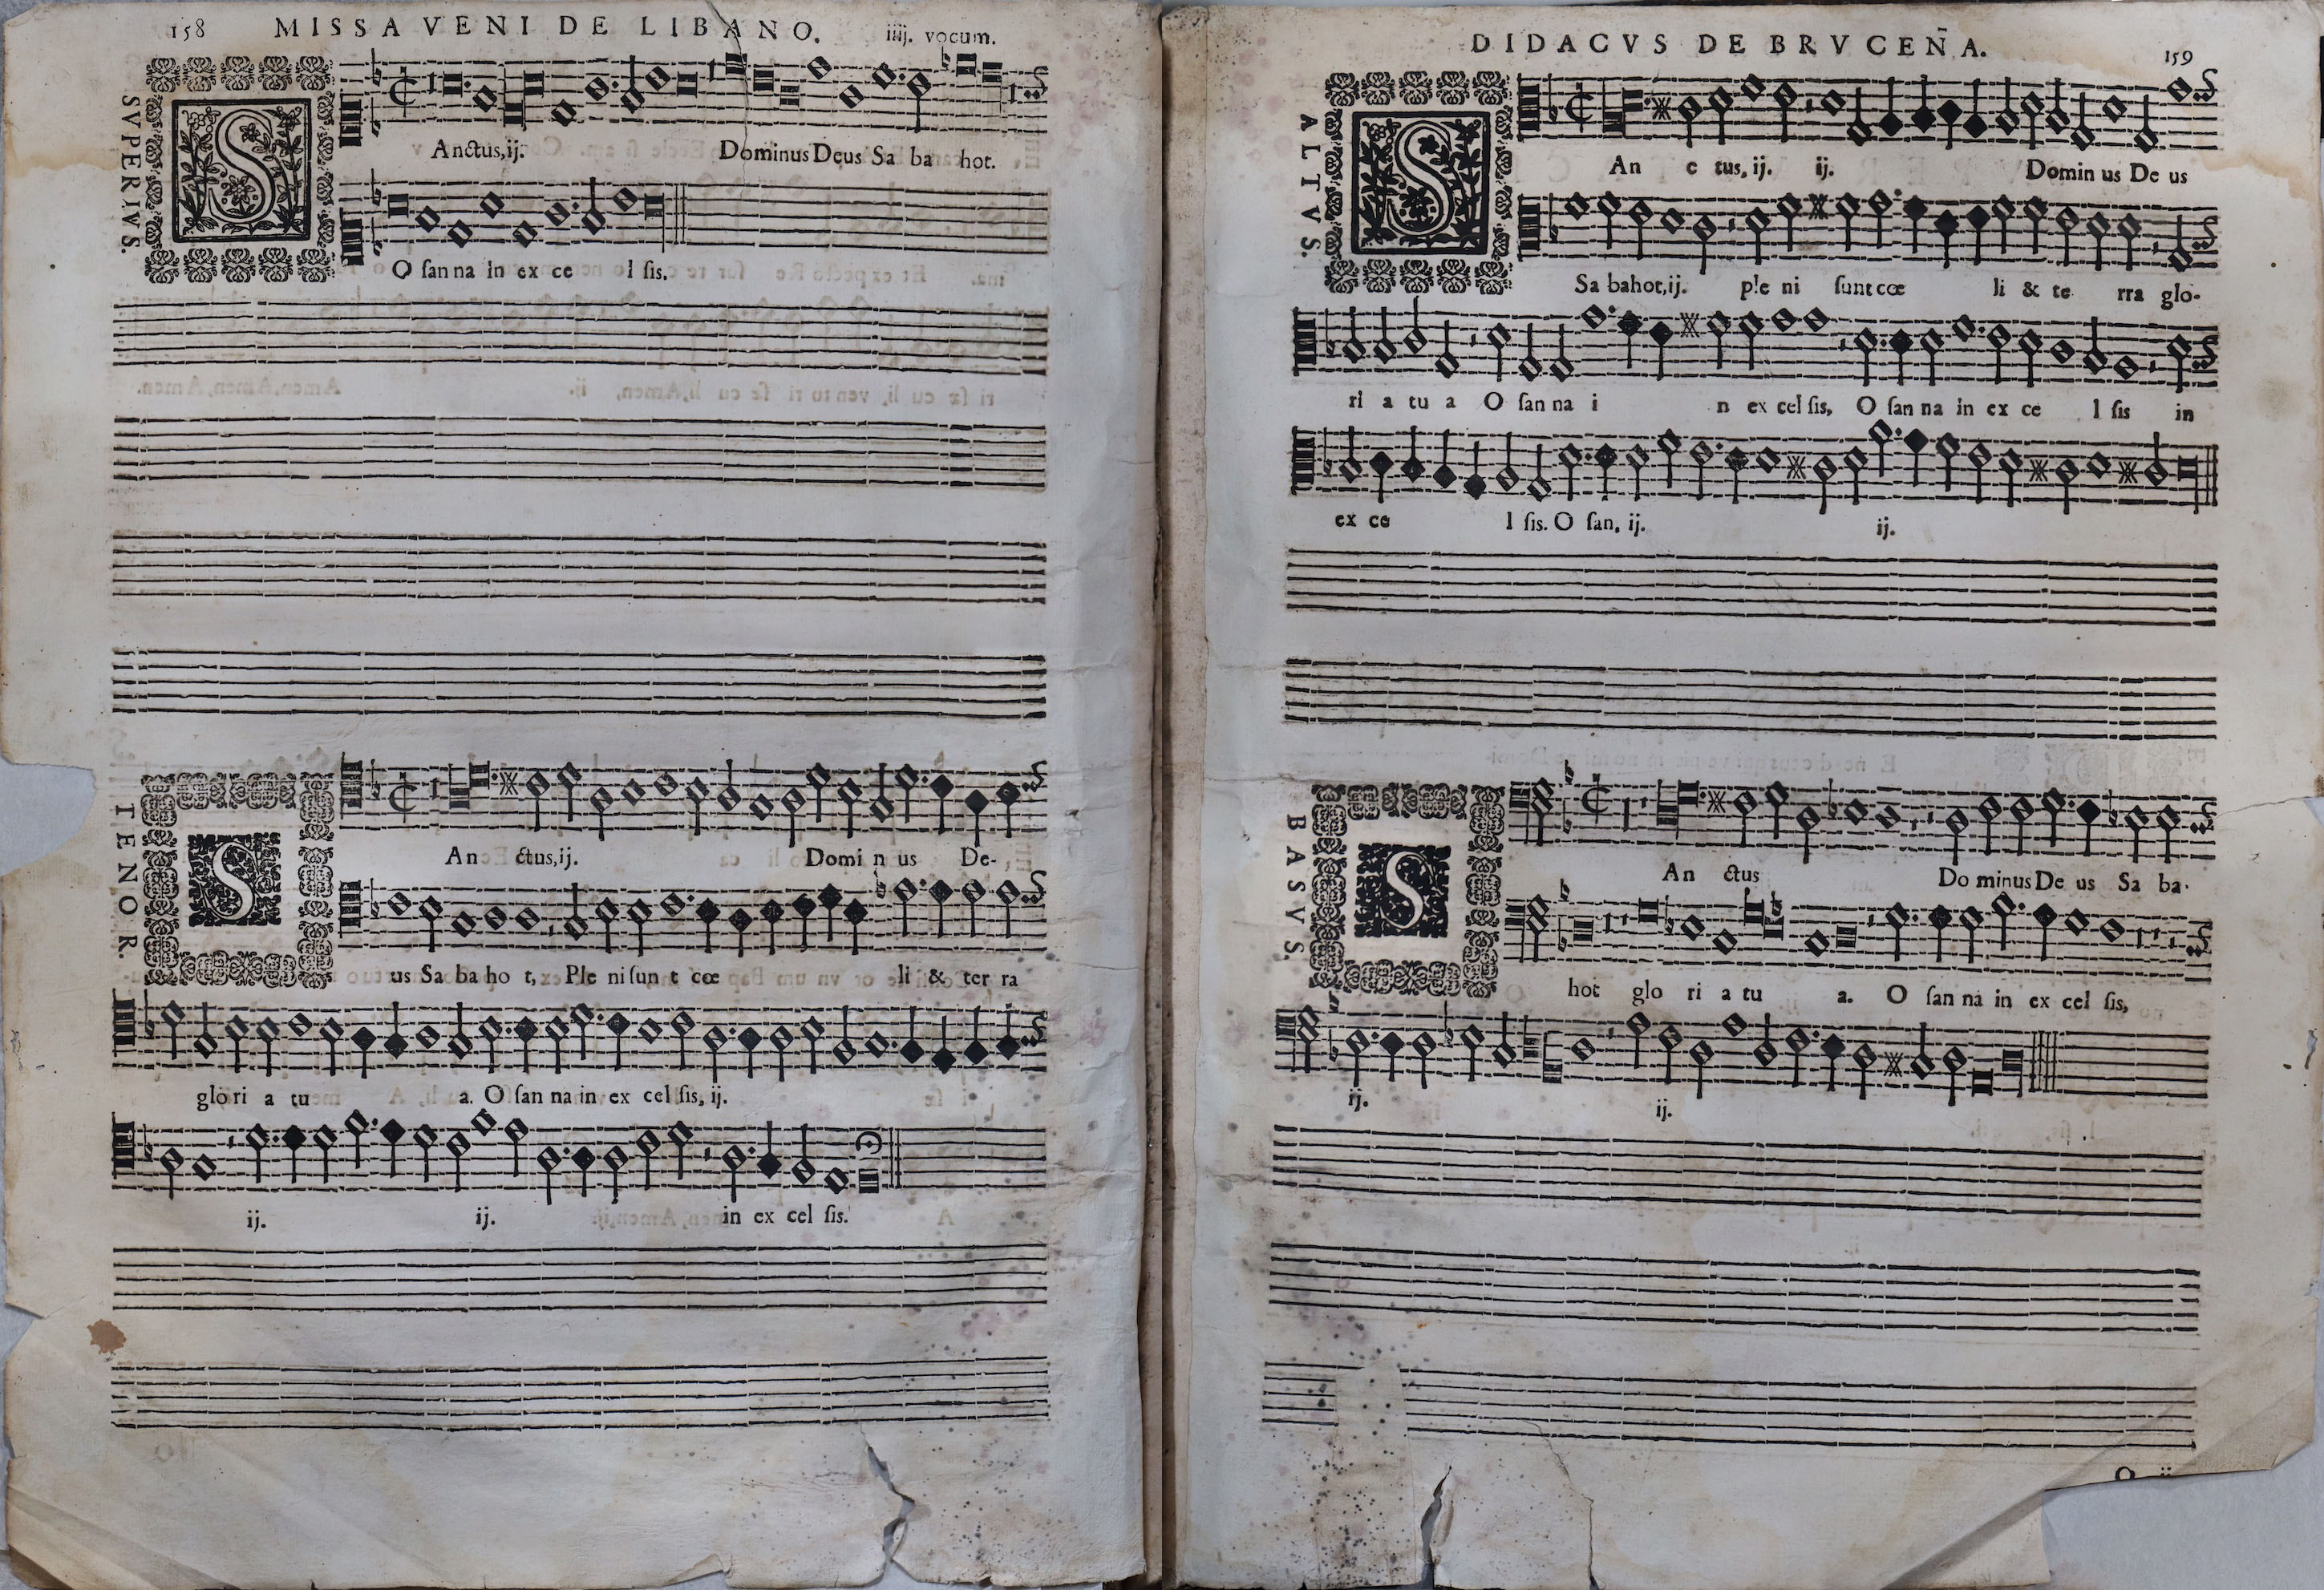 158 MISSA VENI DE LIBANO. iiij. vocum.
SVPERIVS.
S
Anctus, ij. Dominus Deus Sa ba hot.
O ſan na in ex ce l ſis.
TENOR.
S
An ctus, ij. Domi n us De-
us Sa ba ho t, Ple ni ſun t cœ li & ter ra
glo ri a tu a. O ſan na in ex cel ſis, ij.
ij. ij. in ex cel ſis.
DIDACVS DE BRVCEÑA. 159
ALTVS.
S
An c tus, ij. ij. Domin us De us
Sa bahot, ij. ple ni ſunt cœ li & te rra glo-
ri a tu a O ſan na i n ex cel ſis, O ſan na in ex ce l ſis in
ex ce l ſis. O ſan, ij. ij.
BASVS.
S
An ctus Do minus De us Sa ba-
hot glo ri a tu a. O ſan na in ex cel ſis,
ij. ij.